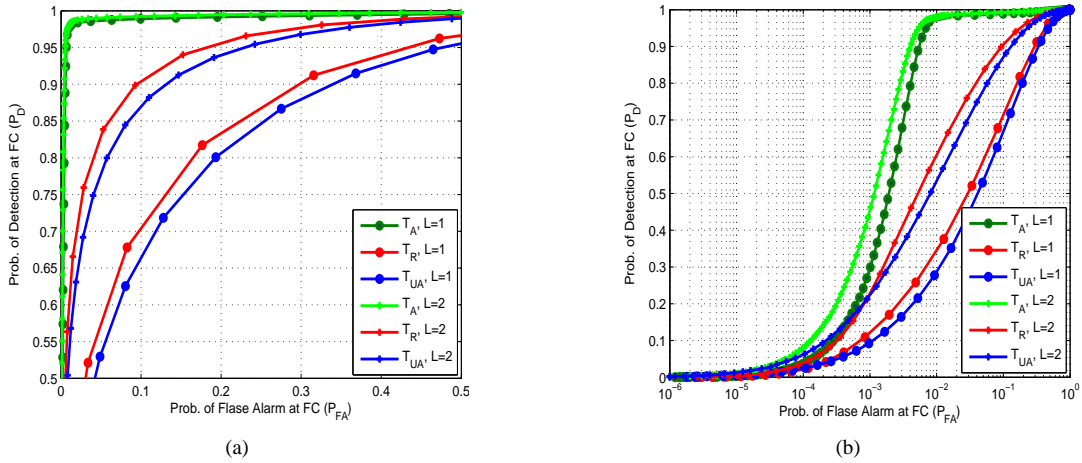 Prob. of Detection at FC (P_D)
1
0.95
0.9
0.85
0.8
0.75
0.7
0.65
0.6
0.55
0.5
0
0.1
0.2
0.3
0.4
0.5
Prob. of Flase Alarm at FC (P_FA)
T_A, L=1
T_R, L=1
T_UA, L=1
T_A, L=2
T_R, L=2
T_UA, L=2
(a)
Prob. of Detection at FC (P_D)
1
0.9
0.8
0.7
0.6
0.5
0.4
0.3
0.2
0.1
0
10^-6
10^-5
10^-4
10^-3
10^-2
10^-1
10^0
Prob. of Flase Alarm at FC (P_FA)
T_A, L=1
T_R, L=1
T_UA, L=1
T_A, L=2
T_R, L=2
T_UA, L=2
(b)